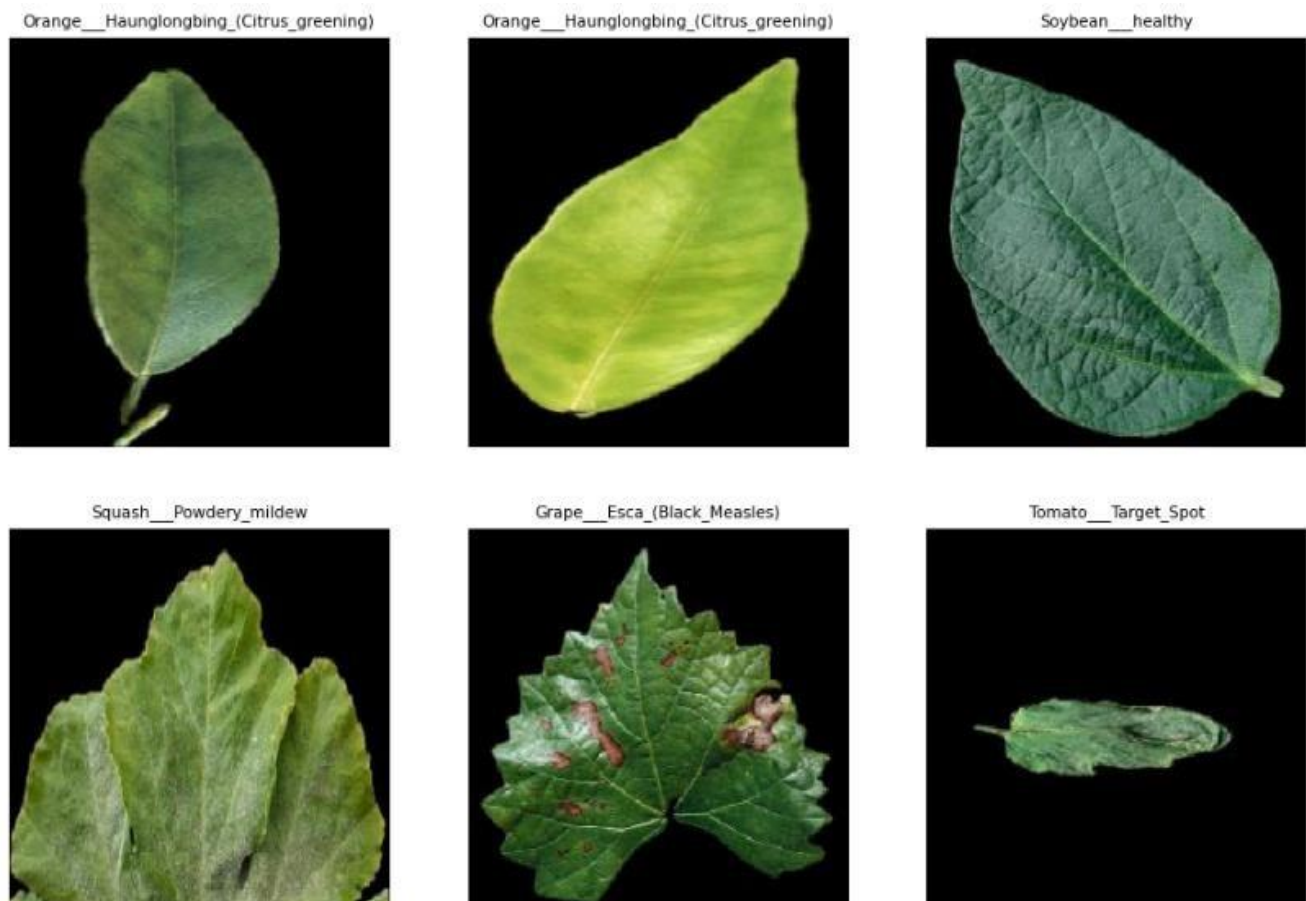 Orange___Haunglongbing_(Citrus_greening)
Orange___Haunglongbing_(Citrus_greening)
Soybean___healthy
Squash___Powdery_mildew
Grape___Esca_(Black_Measles)
Tomato___Target_Spot